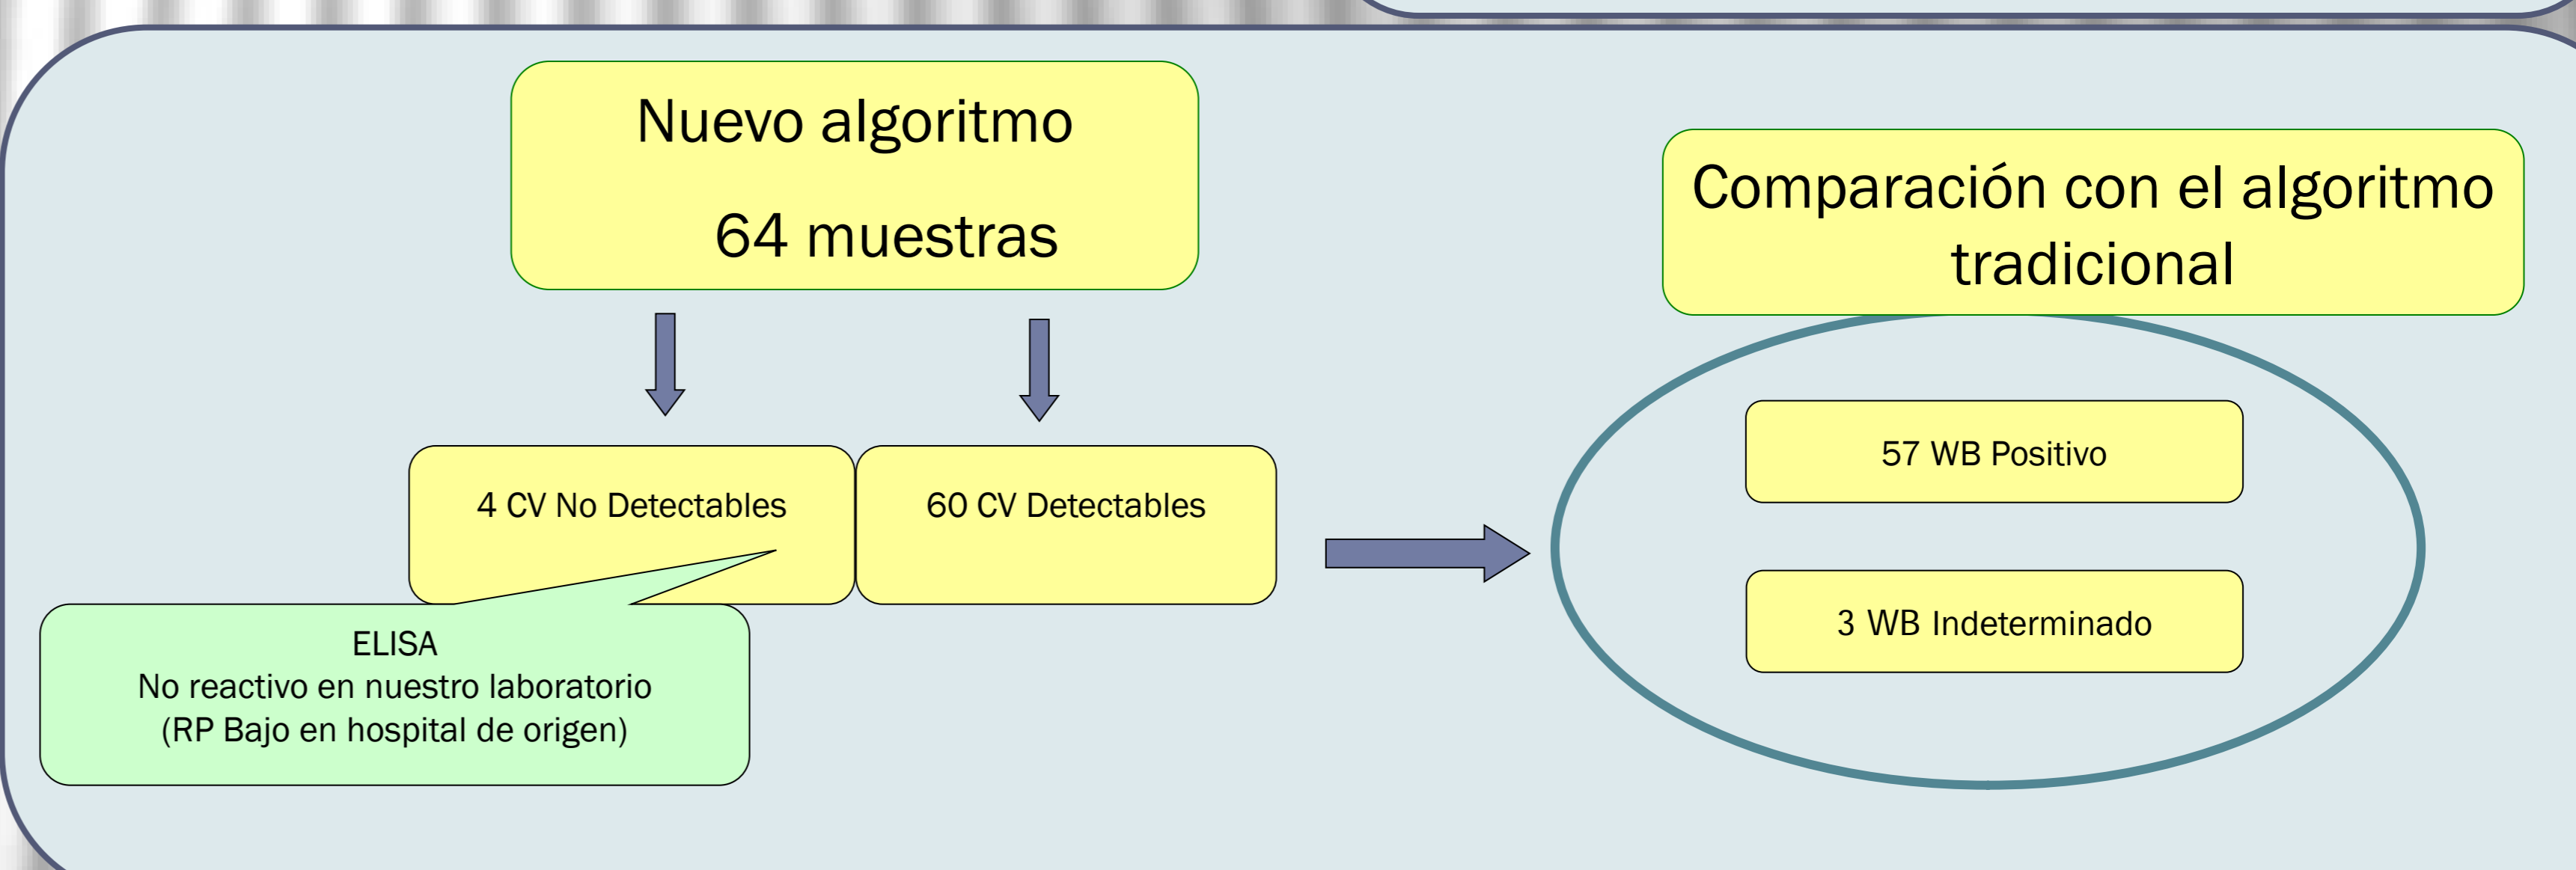 Nuevo algoritmo
64 muestras
Comparación con el algoritmo
tradicional
4 CV No Detectables
60 CV Detectables
57 WB Positivo
3 WB Indeterminado
ELISA
No reactivo en nuestro laboratorio
(RP Bajo en hospital de origen)